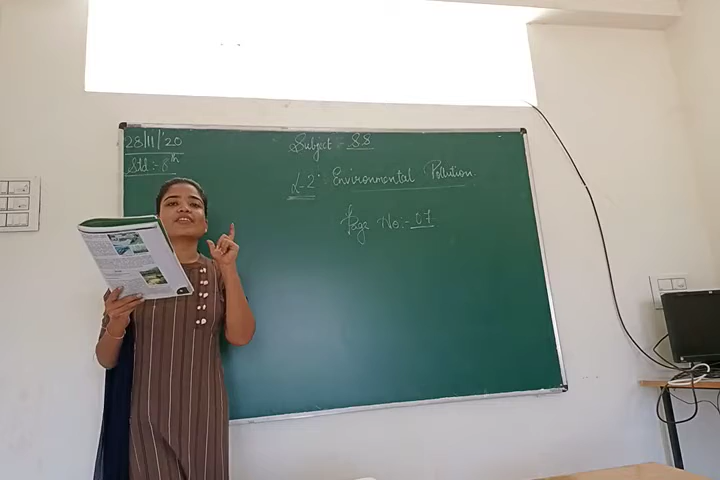 28/11/'20
Std :- 8th
Subject :- S.S
L-2 : Environmental Pollution.
Page No :- 07